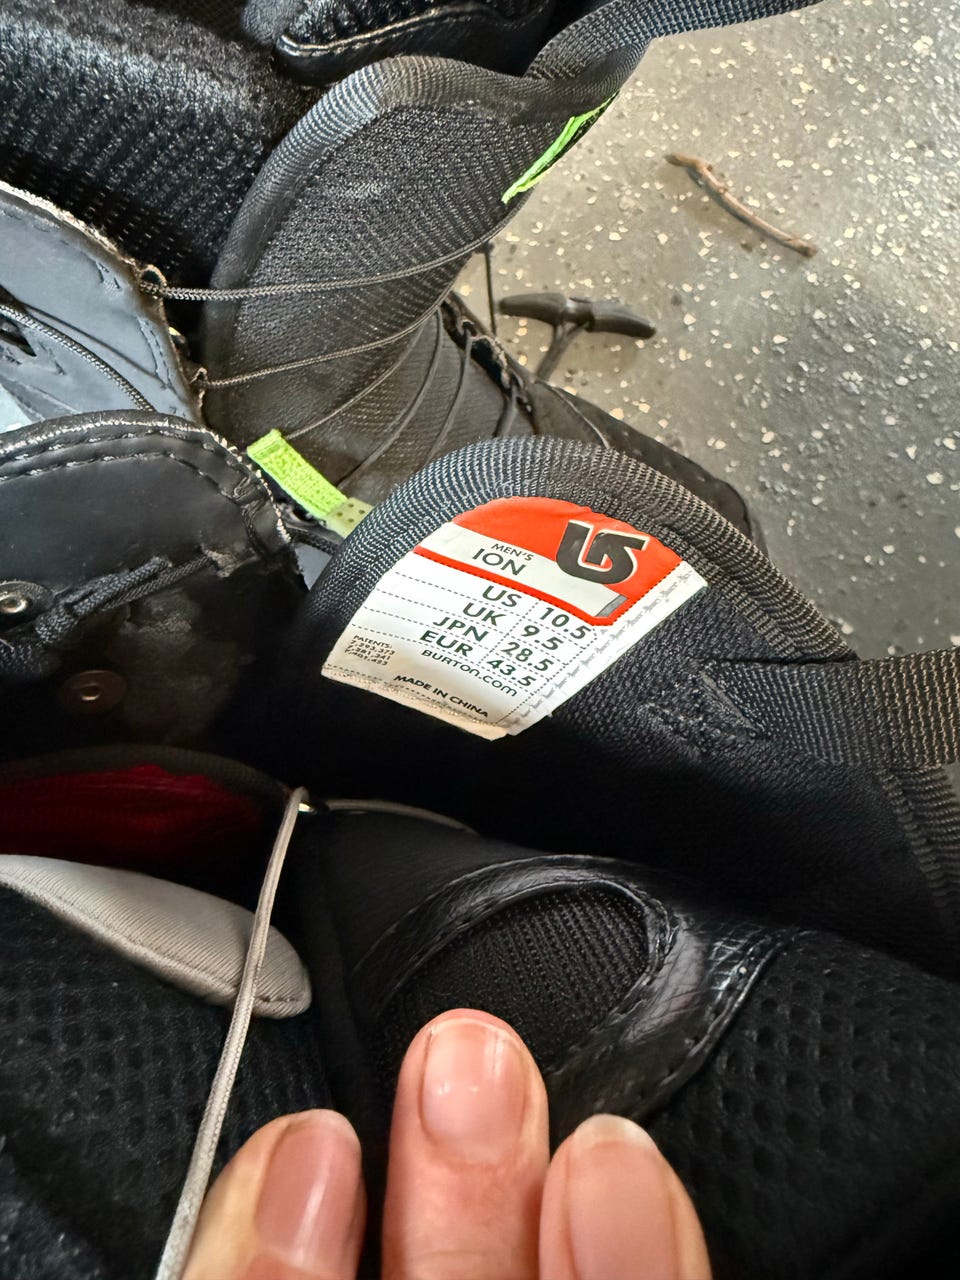 MEN'S
ION
US 10.5
UK 9.5
JPN 28.5
EUR 43.5
BURTON.com
PATENTS:
MADE IN CHINA